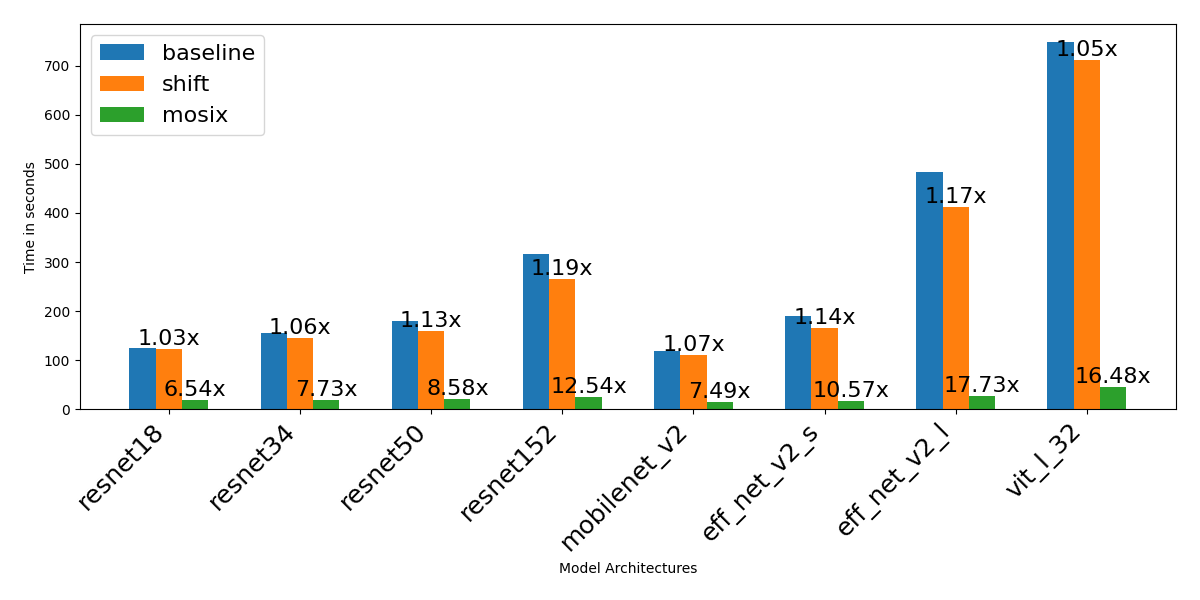 baseline
shift
mosix
Time in seconds
700
600
500
400
300
200
100
0
1.03x
6.54x
1.06x
7.73x
1.13x
8.58x
1.19x
12.54x
1.07x
7.49x
1.14x
10.57x
1.17x
17.73x
1.05x
16.48x
resnet18
resnet34
resnet50
resnet152
mobilenet_v2
eff_net_v2_s
eff_net_v2_l
vit_l_32
Model Architectures